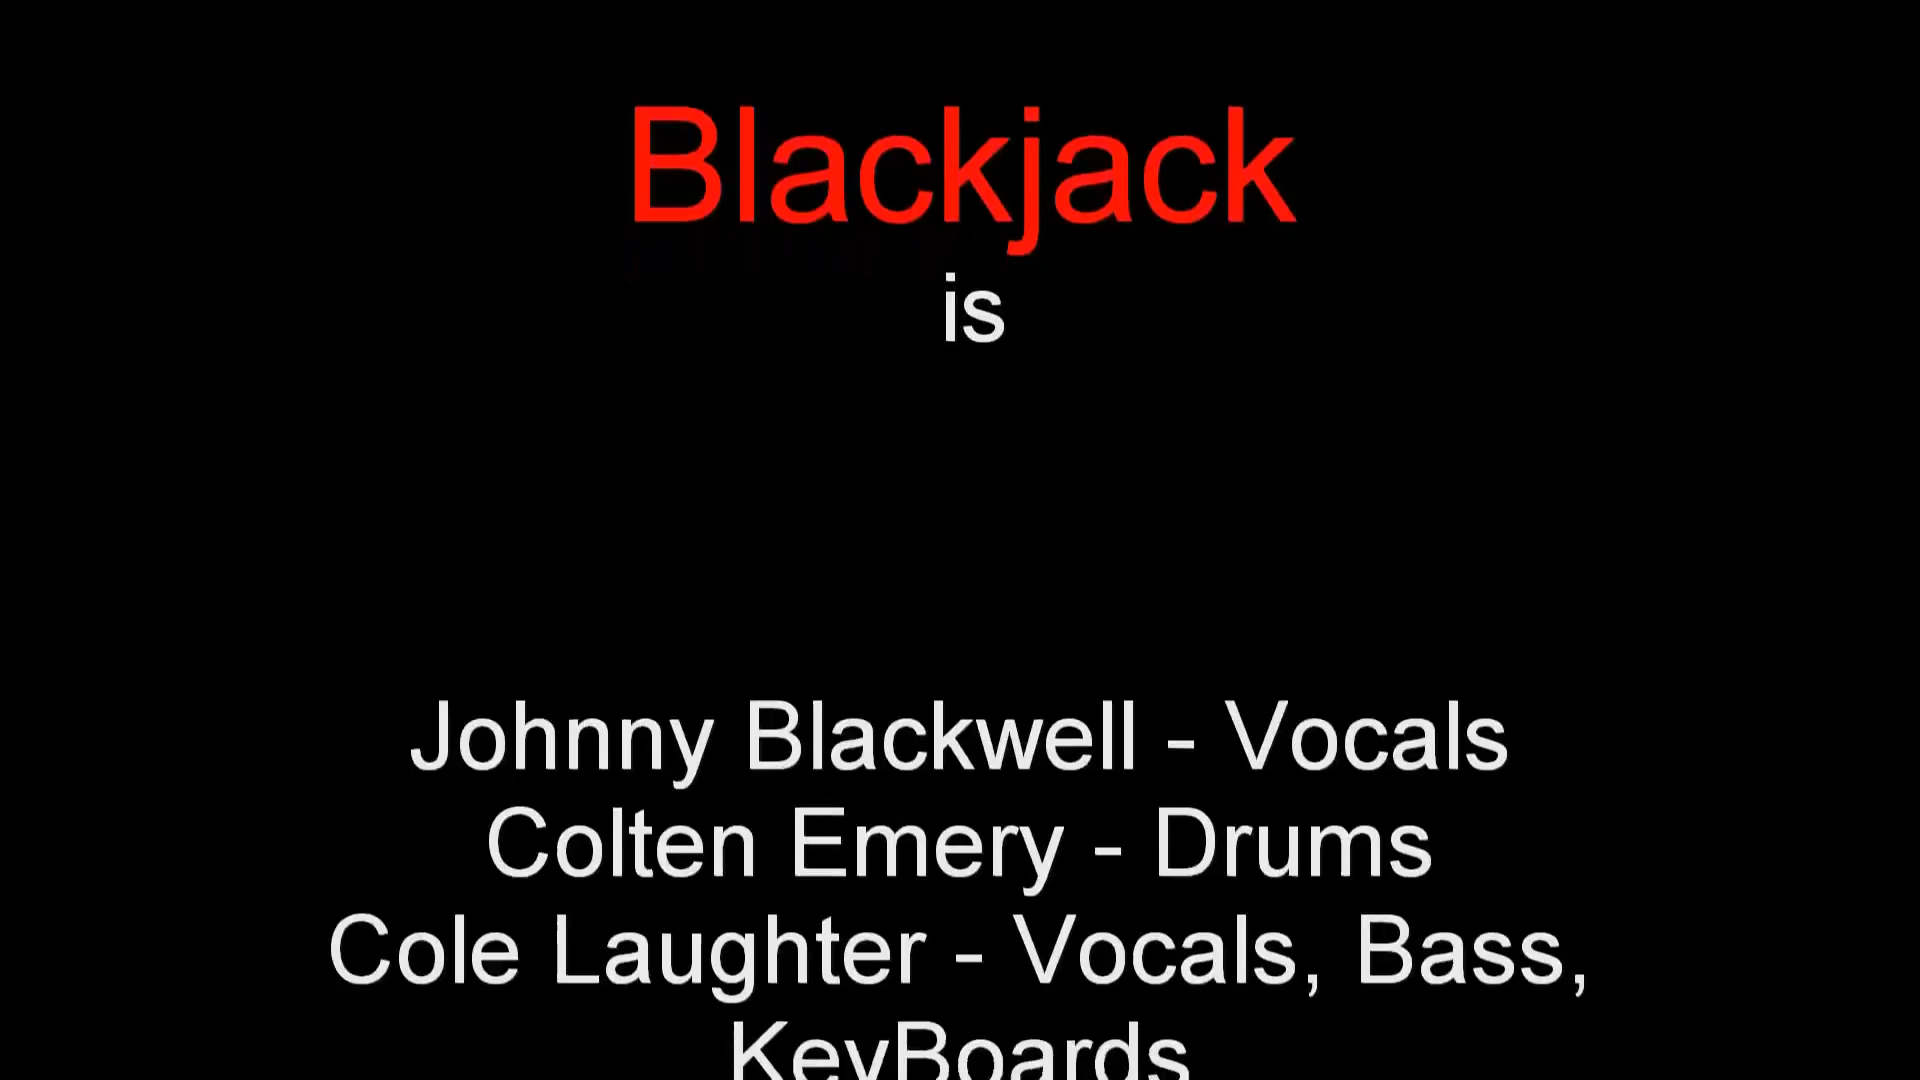 Blackjack
is
Johnny Blackwell - Vocals
Colten Emery - Drums
Cole Laughter - Vocals, Bass,
KeyBoards